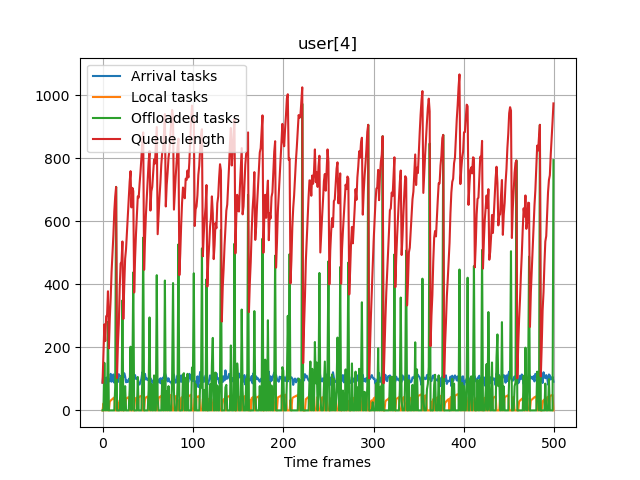 user[4]
Arrival tasks
Local tasks
Offloaded tasks
Queue length
1000
800
600
400
200
0
0 100 200 300 400 500
Time frames